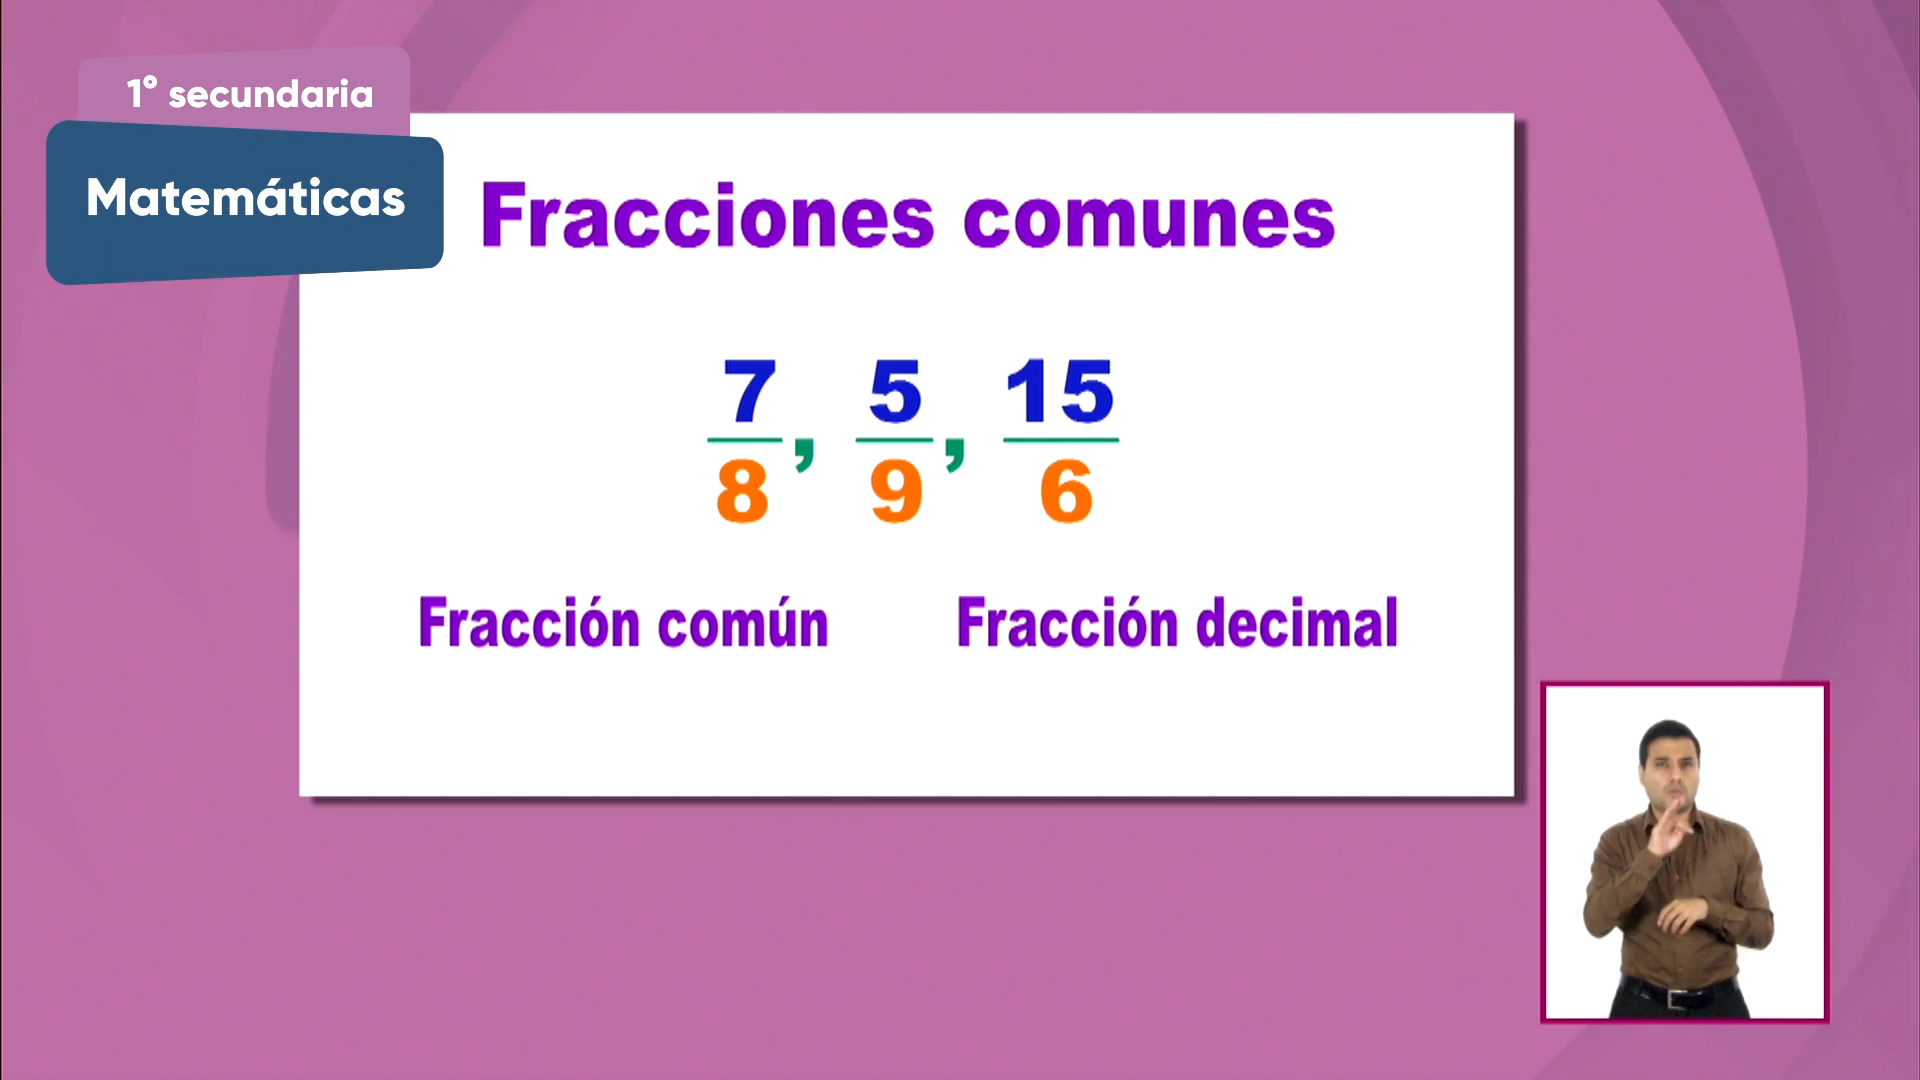 1° secundaria
Matemáticas
Fracciones comunes
7/8, 5/9, 15/6
Fracción común Fracción decimal